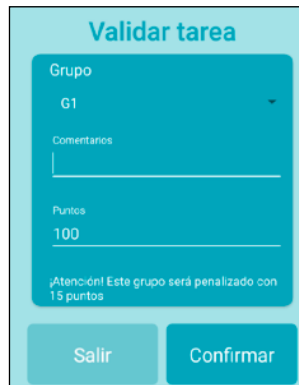 Validar tarea
Grupo
G1
Comentarios
Puntos
100
¡Atención! Este grupo será penalizado con
15 puntos
Salir
Confirmar